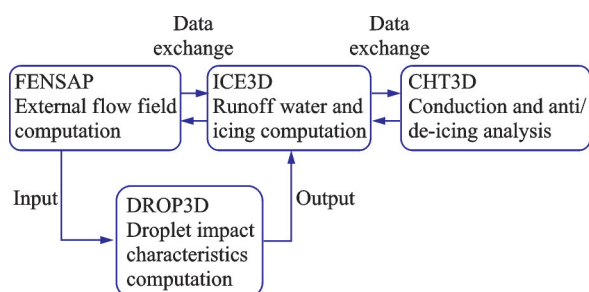 Data
exchange
Data
exchange
FENSAP
External flow field
computation
ICE3D
Runoff water and
icing computation
CHT3D
Conduction and anti/
de-icing analysis
Input
DROP3D
Droplet impact
characteristics
computation
Output